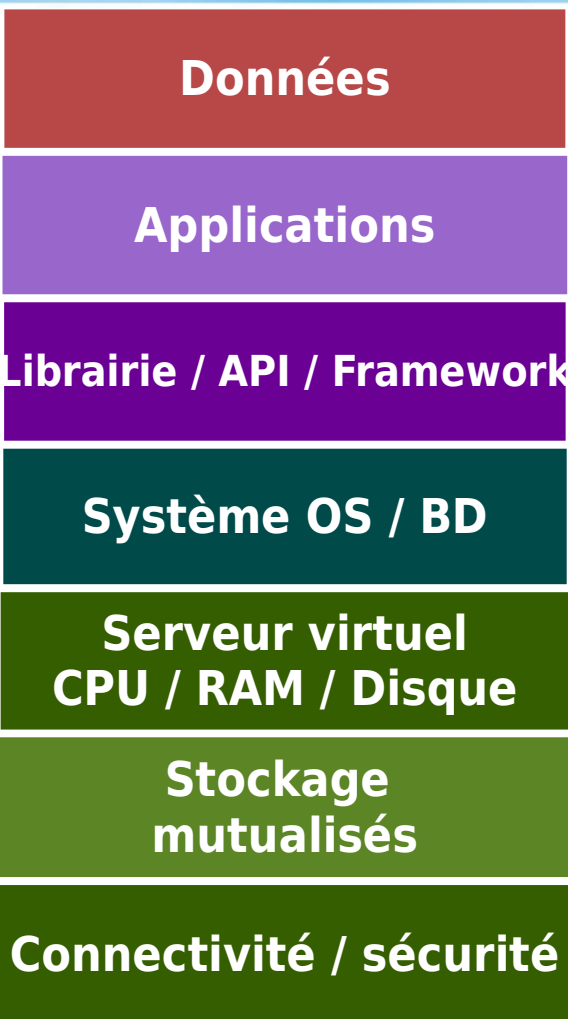 Données
Applications
Librairie / API / Framework
Système OS / BD
Serveur virtuel
CPU / RAM / Disque
Stockage
mutualisés
Connectivité / sécurité